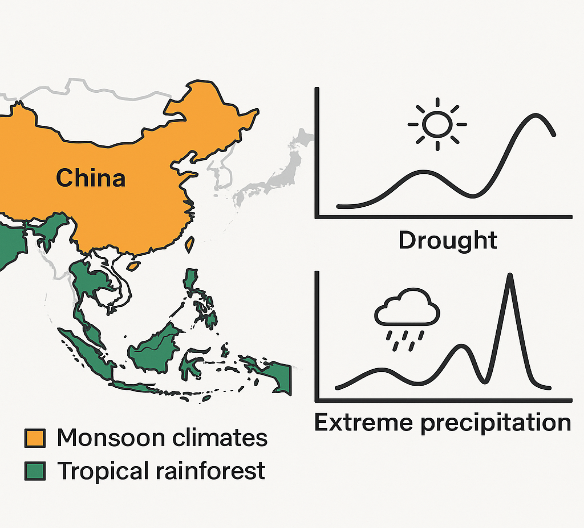 China
Drought
Extreme precipitation
Monsoon climates
Tropical rainforest